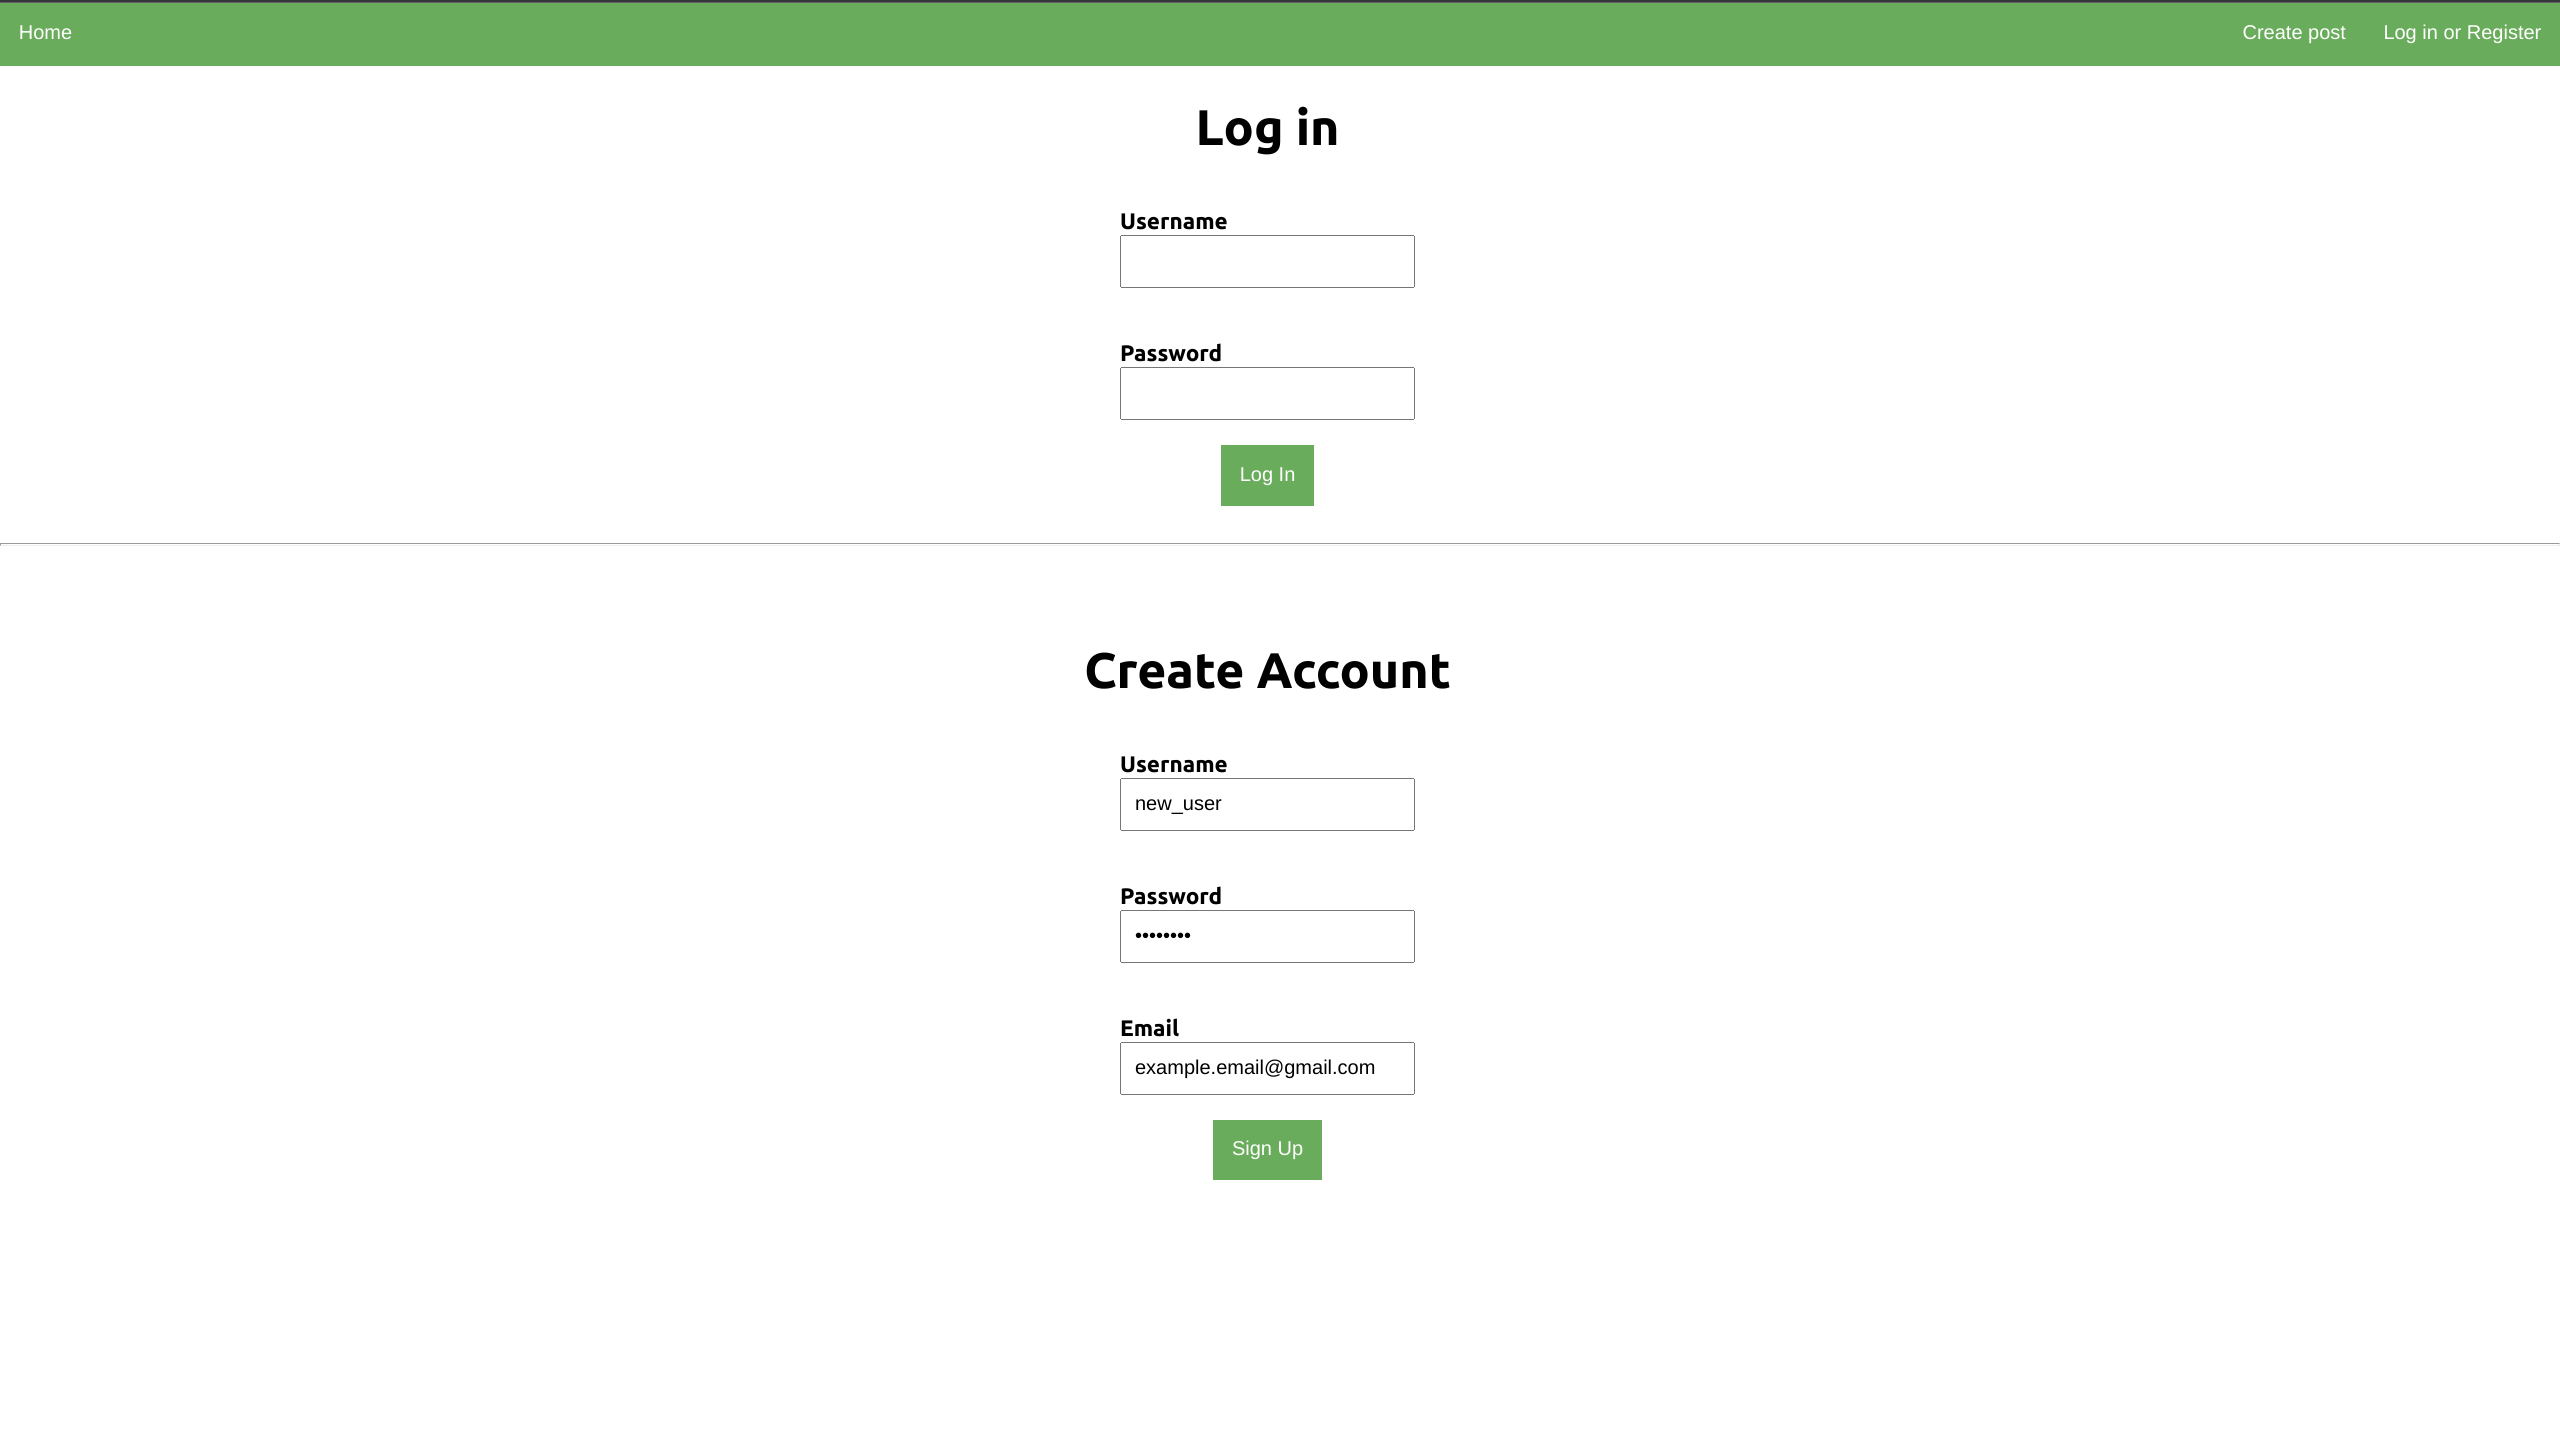 Home Create post Log in or Register
Log in
Username
Password
Log In
Create Account
Username
new_user
Password
••••••••
Email
example.email@gmail.com
Sign Up